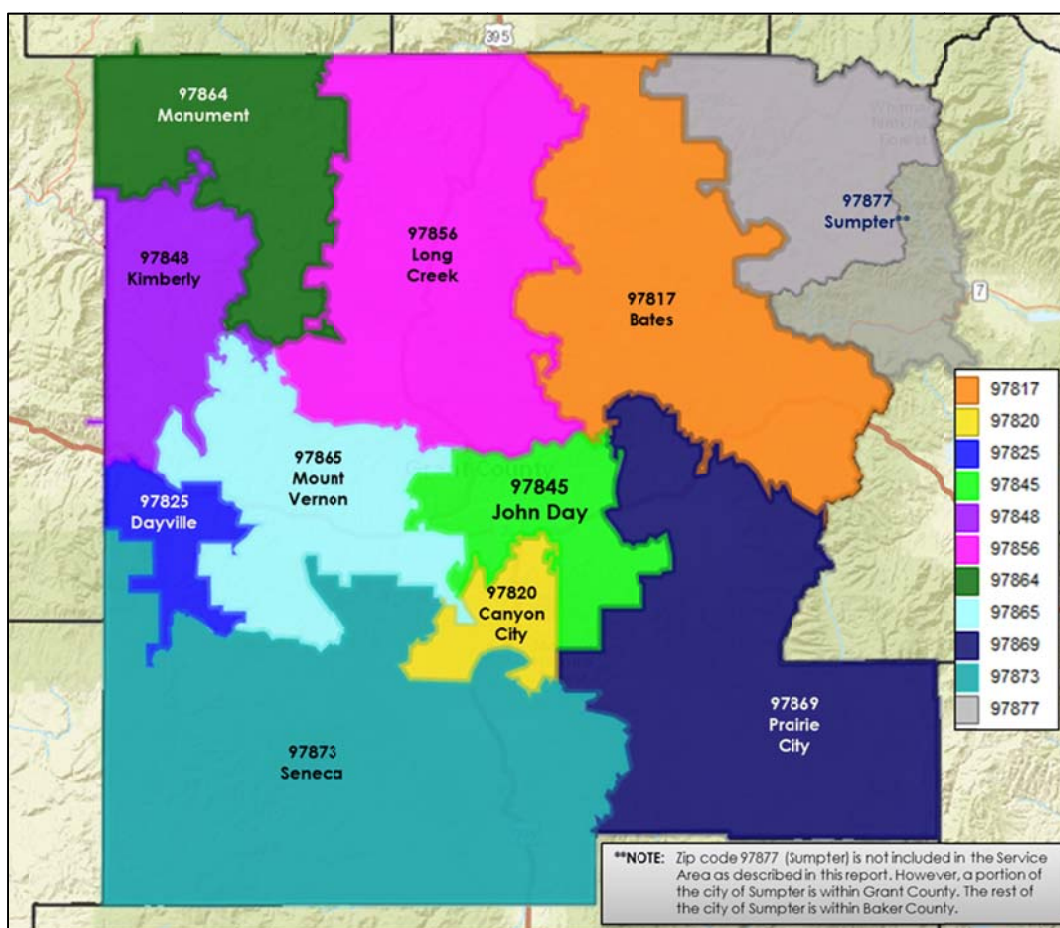 395
97864
Monument
97848
Kimberly
97856
Long
Creek
97817
Bates
97877
Sumpter**
7
97865
Mount
Vernon
Grant County
97845
John Day
97825
Dayville
97820
Canyon
City
97873
Seneca
97869
Prairie
City
97817
97820
97825
97845
97848
97856
97864
97865
97869
97873
97877
**NOTE: Zip code 97877 (Sumpter) is not included in the Service
Area as described in this report. However, a portion of
the city of Sumpter is within Grant County. The rest of
the city of Sumpter is within Baker County.